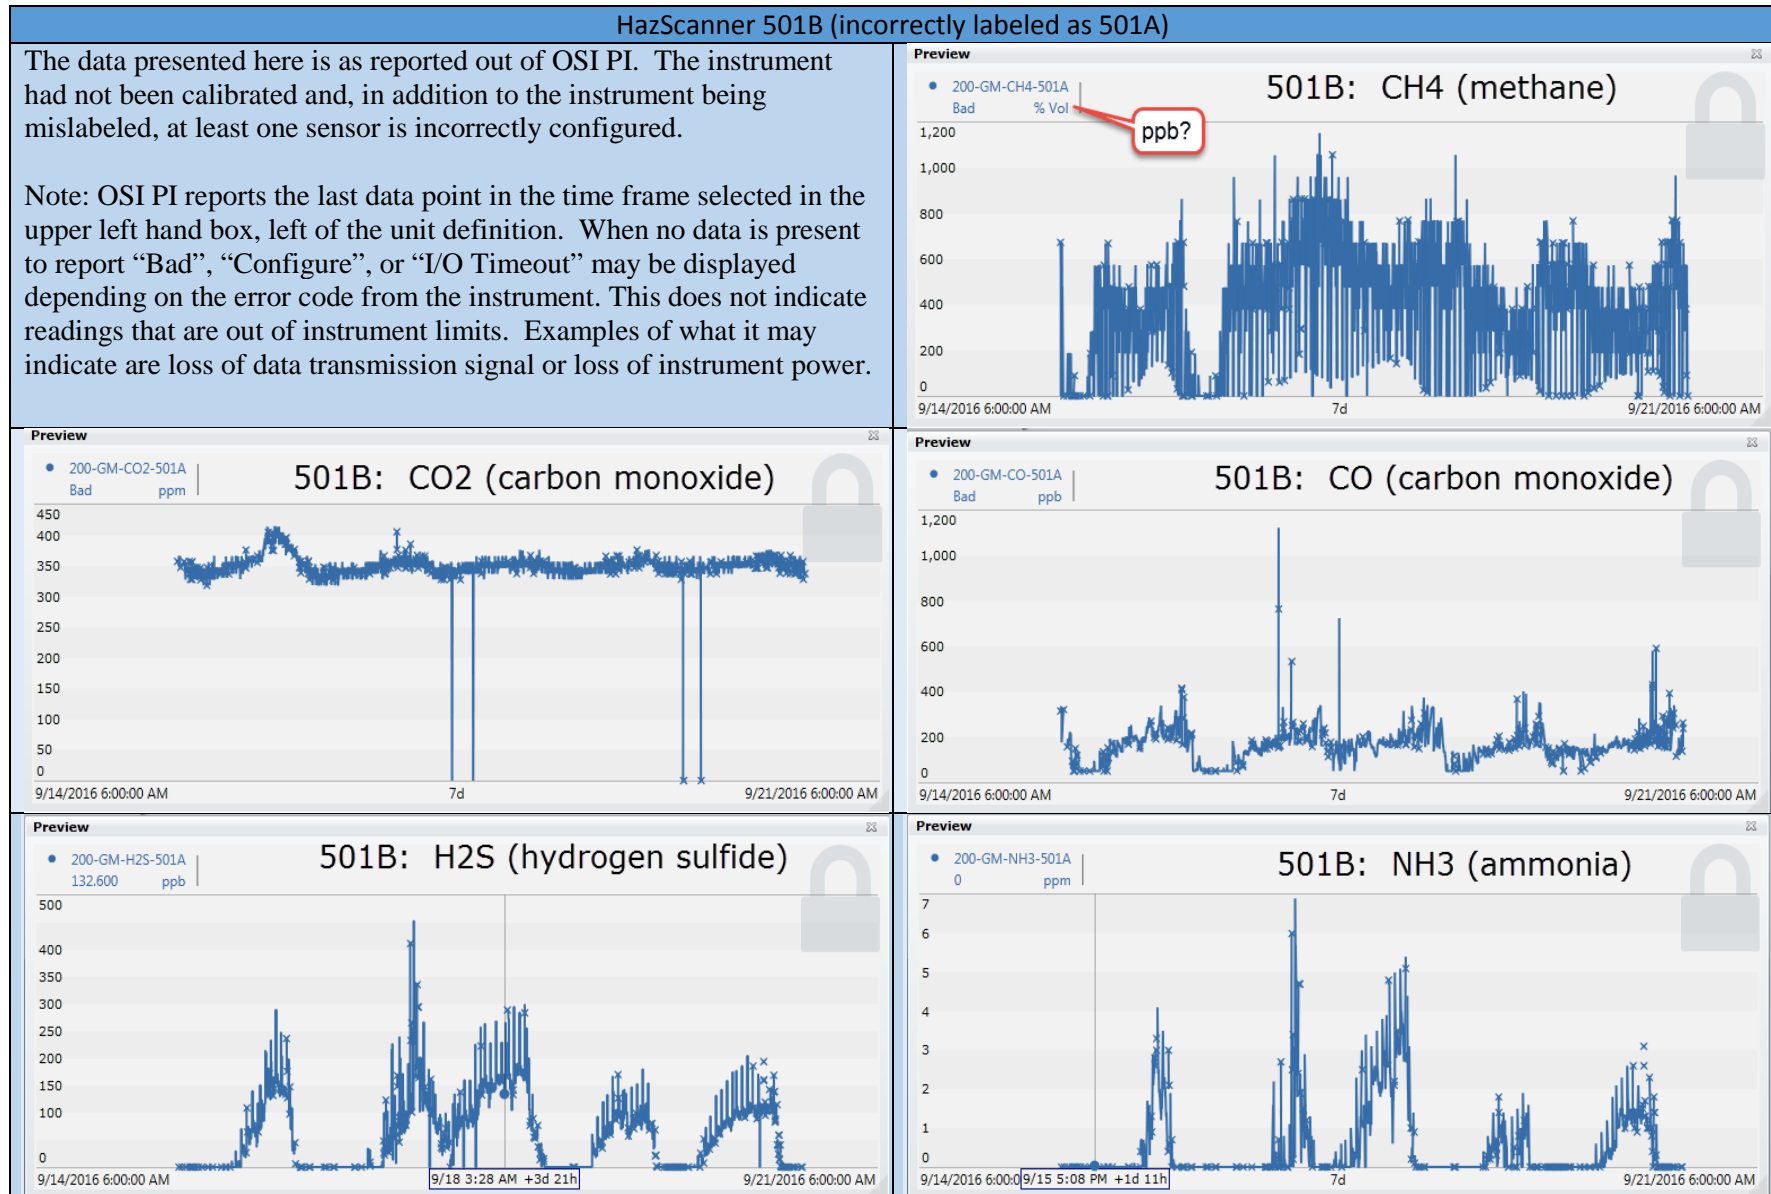 HazScanner 501B (incorrectly labeled as 501A)
The data presented here is as reported out of OSI PI.  The instrument
had not been calibrated and, in addition to the instrument being
mislabeled, at least one sensor is incorrectly configured.
Note: OSI PI reports the last data point in the time frame selected in the
upper left hand box, left of the unit definition.  When no data is present
to report “Bad”, “Configure”, or “I/O Timeout” may be displayed
depending on the error code from the instrument. This does not indicate
readings that are out of instrument limits.  Examples of what it may
indicate are loss of data transmission signal or loss of instrument power.
Preview
200-GM-CH4-501A
Bad % Vol
501B: CH4 (methane)
ppb?
1,200
1,000
800
600
400
200
0
9/14/2016 6:00:00 AM 7d 9/21/2016 6:00:00 AM
Preview
200-GM-CO2-501A
Bad ppm
501B: CO2 (carbon monoxide)
450
400
350
300
250
200
150
100
50
0
9/14/2016 6:00:00 AM 7d 9/21/2016 6:00:00 AM
Preview
200-GM-CO-501A
Bad ppb
501B: CO (carbon monoxide)
1,200
1,000
800
600
400
200
0
9/14/2016 6:00:00 AM 7d 9/21/2016 6:00:00 AM
Preview
200-GM-H2S-501A
132.600 ppb
501B: H2S (hydrogen sulfide)
500
400
350
300
250
200
150
100
0
9/14/2016 6:00:00 AM 9/18 3:28 AM +3d 21h 9/21/2016 6:00:00 AM
Preview
200-GM-NH3-501A
0 ppm
501B: NH3 (ammonia)
7
6
5
4
3
2
1
0
9/14/2016 6:00:0 9/15 5:08 PM +1d 11h 7d 9/21/2016 6:00:00 AM